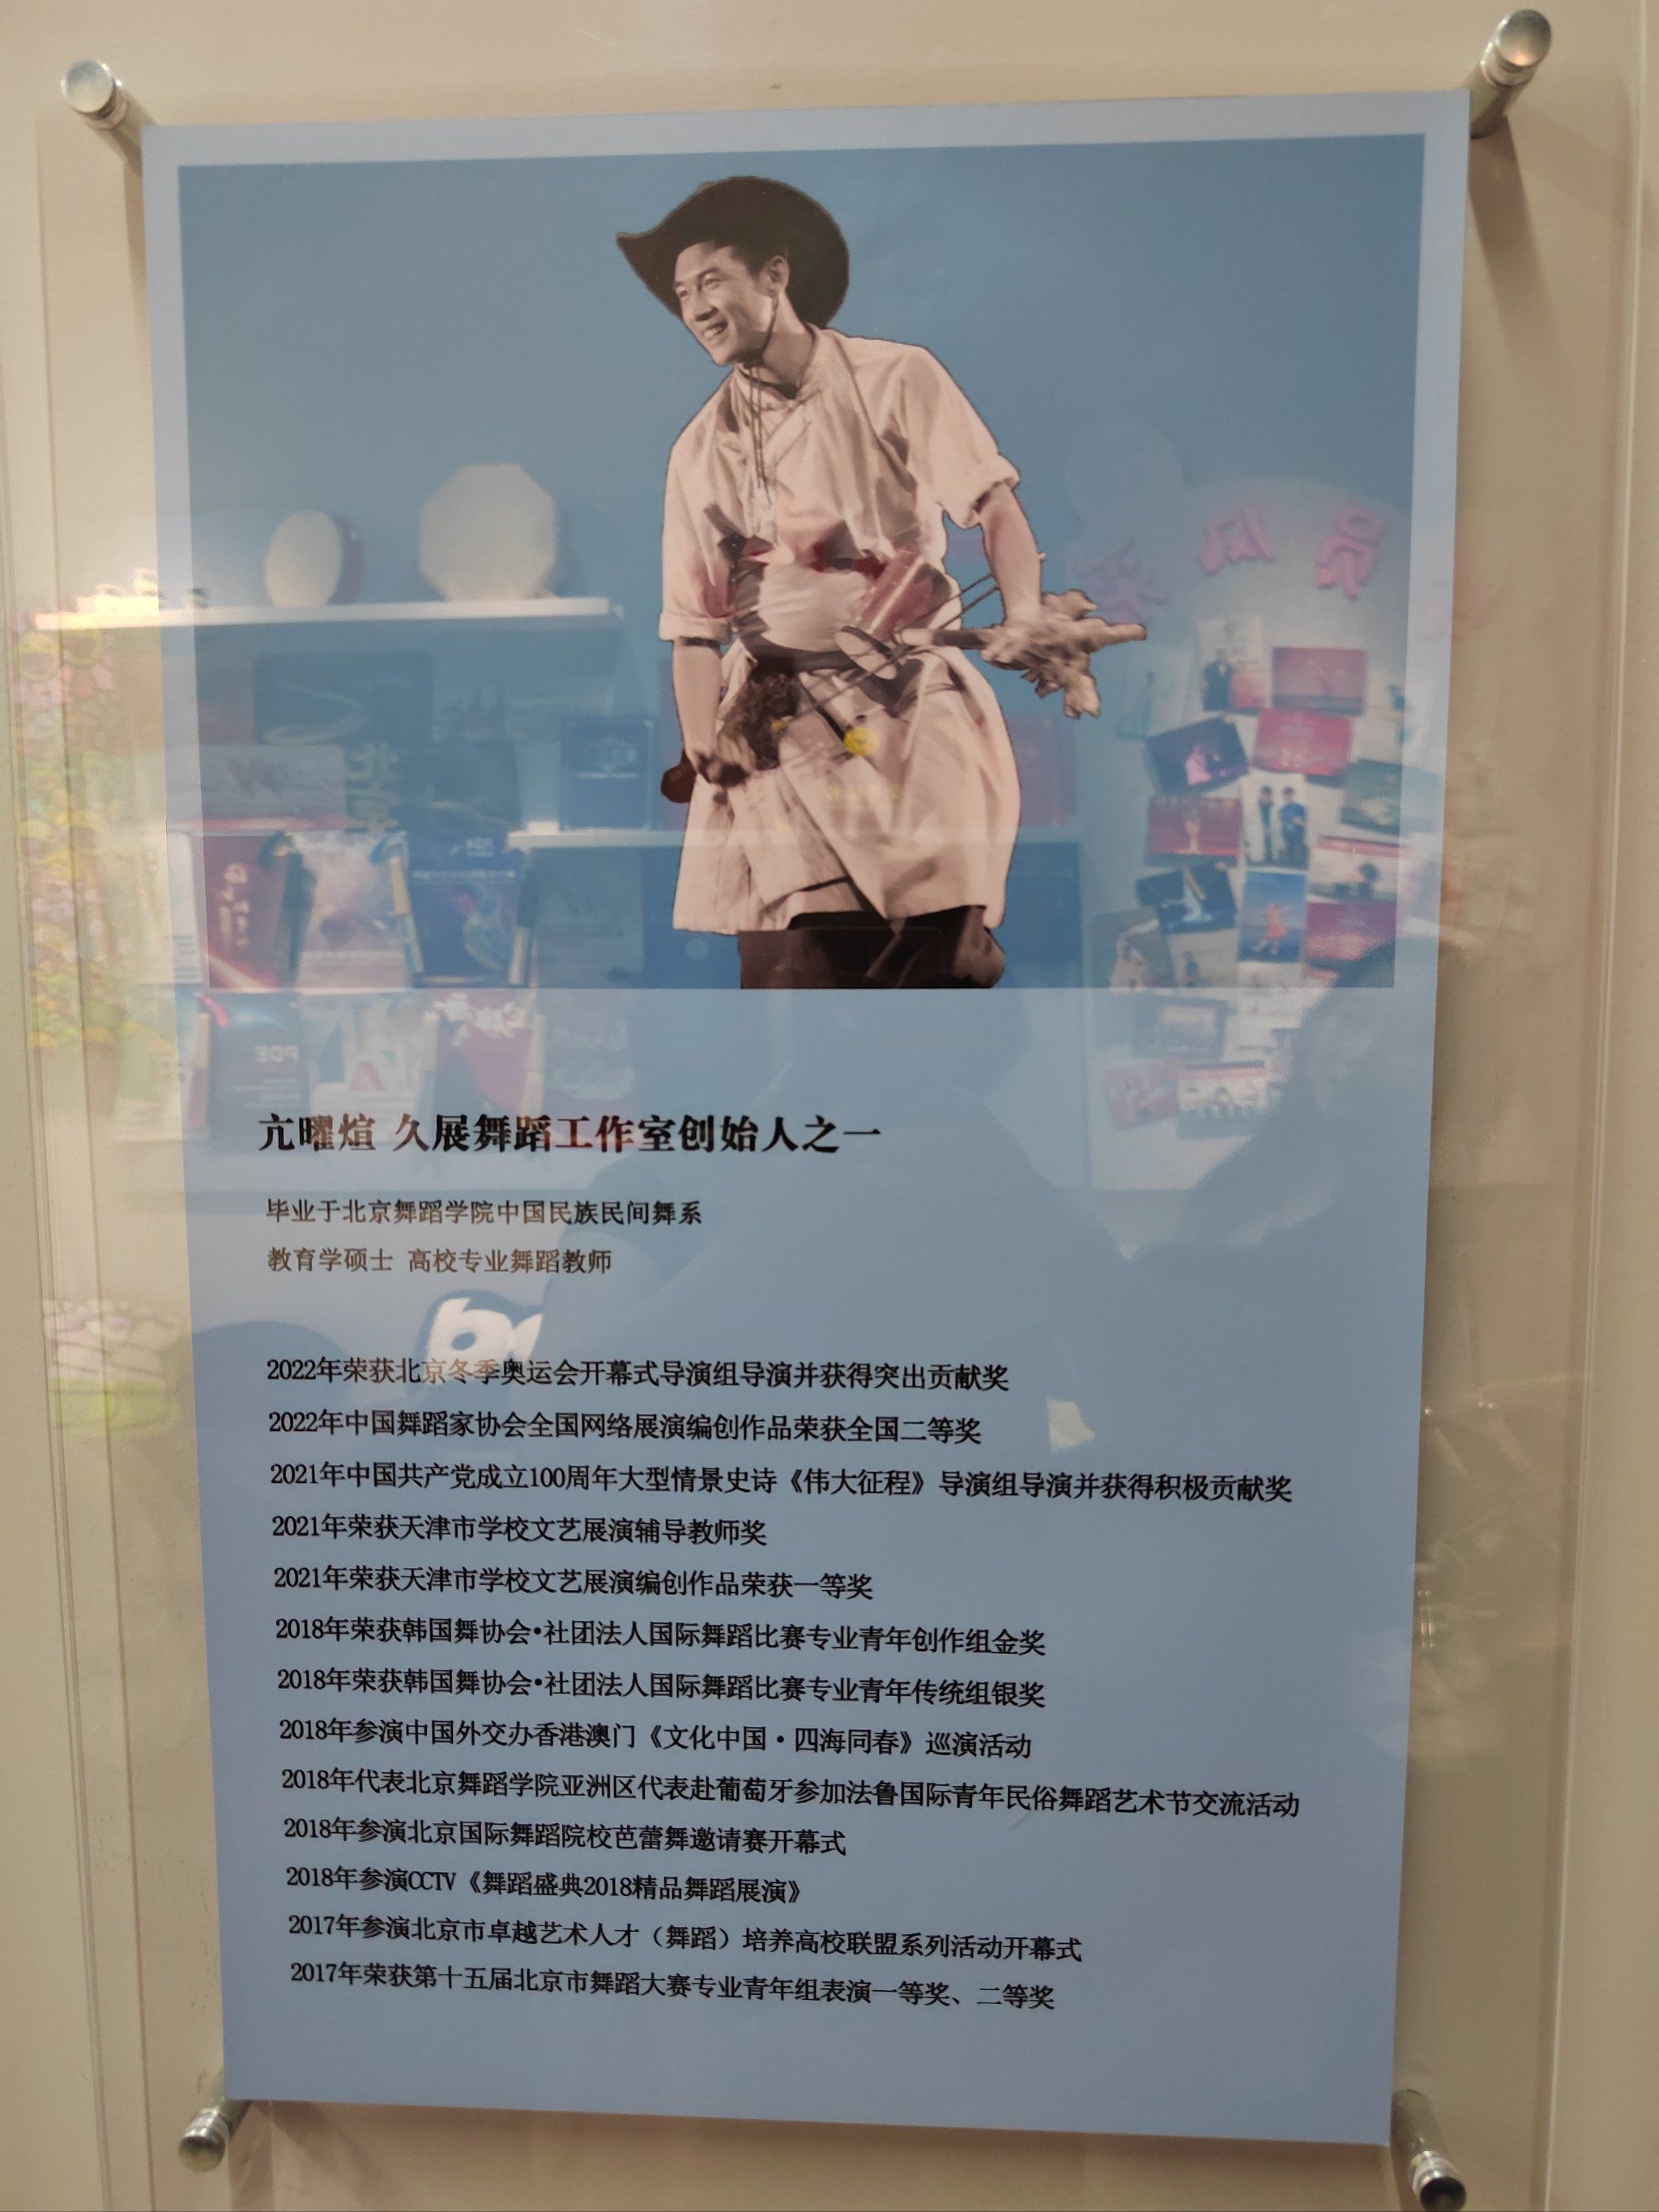 亢曜煊 久展舞蹈工作室创始人之一
毕业于北京舞蹈学院中国民族民间舞系
教育学硕士 高校专业舞蹈教师
2022年荣获北京冬季奥运会开幕式导演组导演并获得突出贡献奖
2022年中国舞蹈家协会全国网络展演编创作品荣获全国二等奖
2021年中国共产党成立100周年大型情景史诗《伟大征程》导演组导演并获得积极贡献奖
2021年荣获天津市学校文艺展演辅导教师奖
2021年荣获天津市学校文艺展演编创作品荣获一等奖
2018年荣获韩国舞协会•社团法人国际舞蹈比赛专业青年创作组金奖
2018年荣获韩国舞协会•社团法人国际舞蹈比赛专业青年传统组银奖
2018年参演中国外交办香港澳门《文化中国·四海同春》巡演活动
2018年代表北京舞蹈学院亚洲区代表赴葡萄牙参加法鲁国际青年民俗舞蹈艺术节交流活动
2018年参演北京国际舞蹈院校芭蕾舞邀请赛开幕式
2018年参演CCTV《舞蹈盛典2018精品舞蹈展演》
2017年参演北京市卓越艺术人才（舞蹈）培养高校联盟系列活动开幕式
2017年荣获第十五届北京市舞蹈大赛专业青年组表演一等奖、二等奖